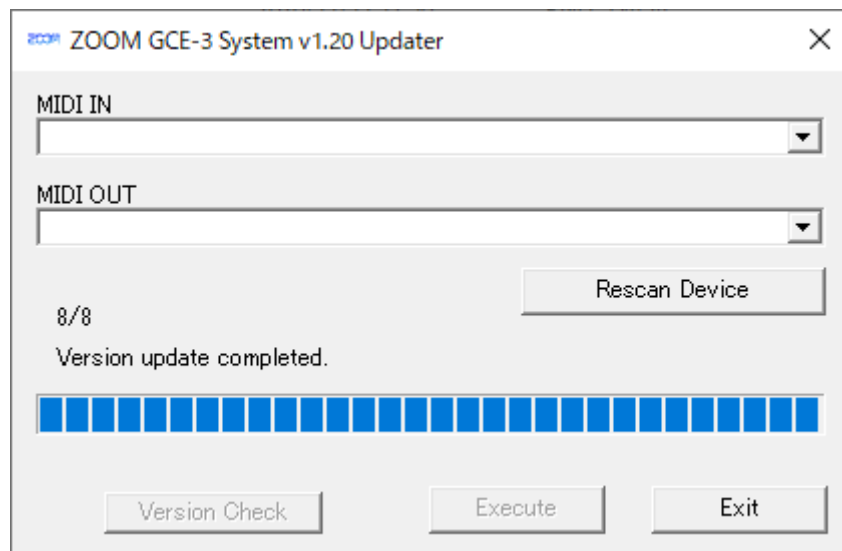 ZOOM ZOOM GCE-3 System v1.20 Updater
MIDI IN
MIDI OUT
Rescan Device
8/8
Version update completed.
Version Check Execute Exit